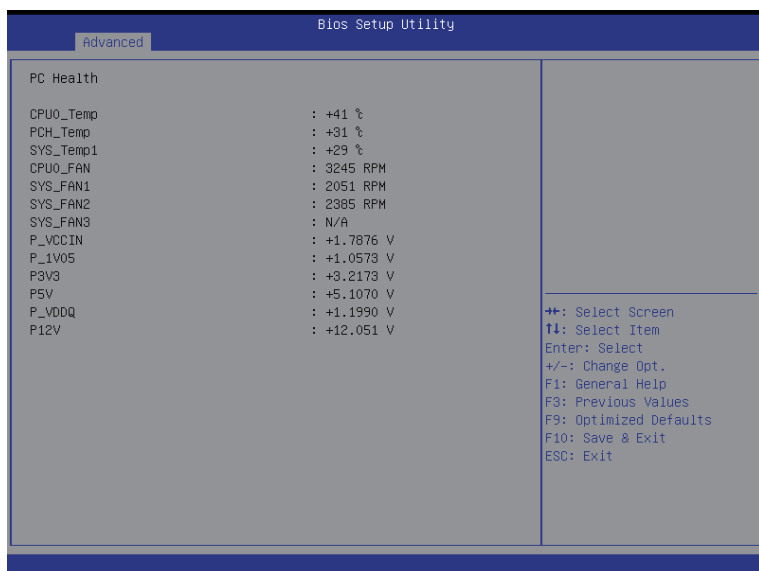 Bios Setup Utility
Advanced
PC Health
CPU0_Temp : +41 ℃
PCH_Temp : +31 ℃
SYS_Temp1 : +29 ℃
CPU0_FAN : 3245 RPM
SYS_FAN1 : 2051 RPM
SYS_FAN2 : 2385 RPM
SYS_FAN3 : N/A
P_VCCIN : +1.7876 V
P_1V05 : +1.0573 V
P3V3 : +3.2173 V
P5V : +5.1070 V
P_VDDQ : +1.1990 V
P12V : +12.051 V
→←: Select Screen
↑↓: Select Item
Enter: Select
+/-: Change Opt.
F1: General Help
F3: Previous Values
F9: Optimized Defaults
F10: Save & Exit
ESC: Exit